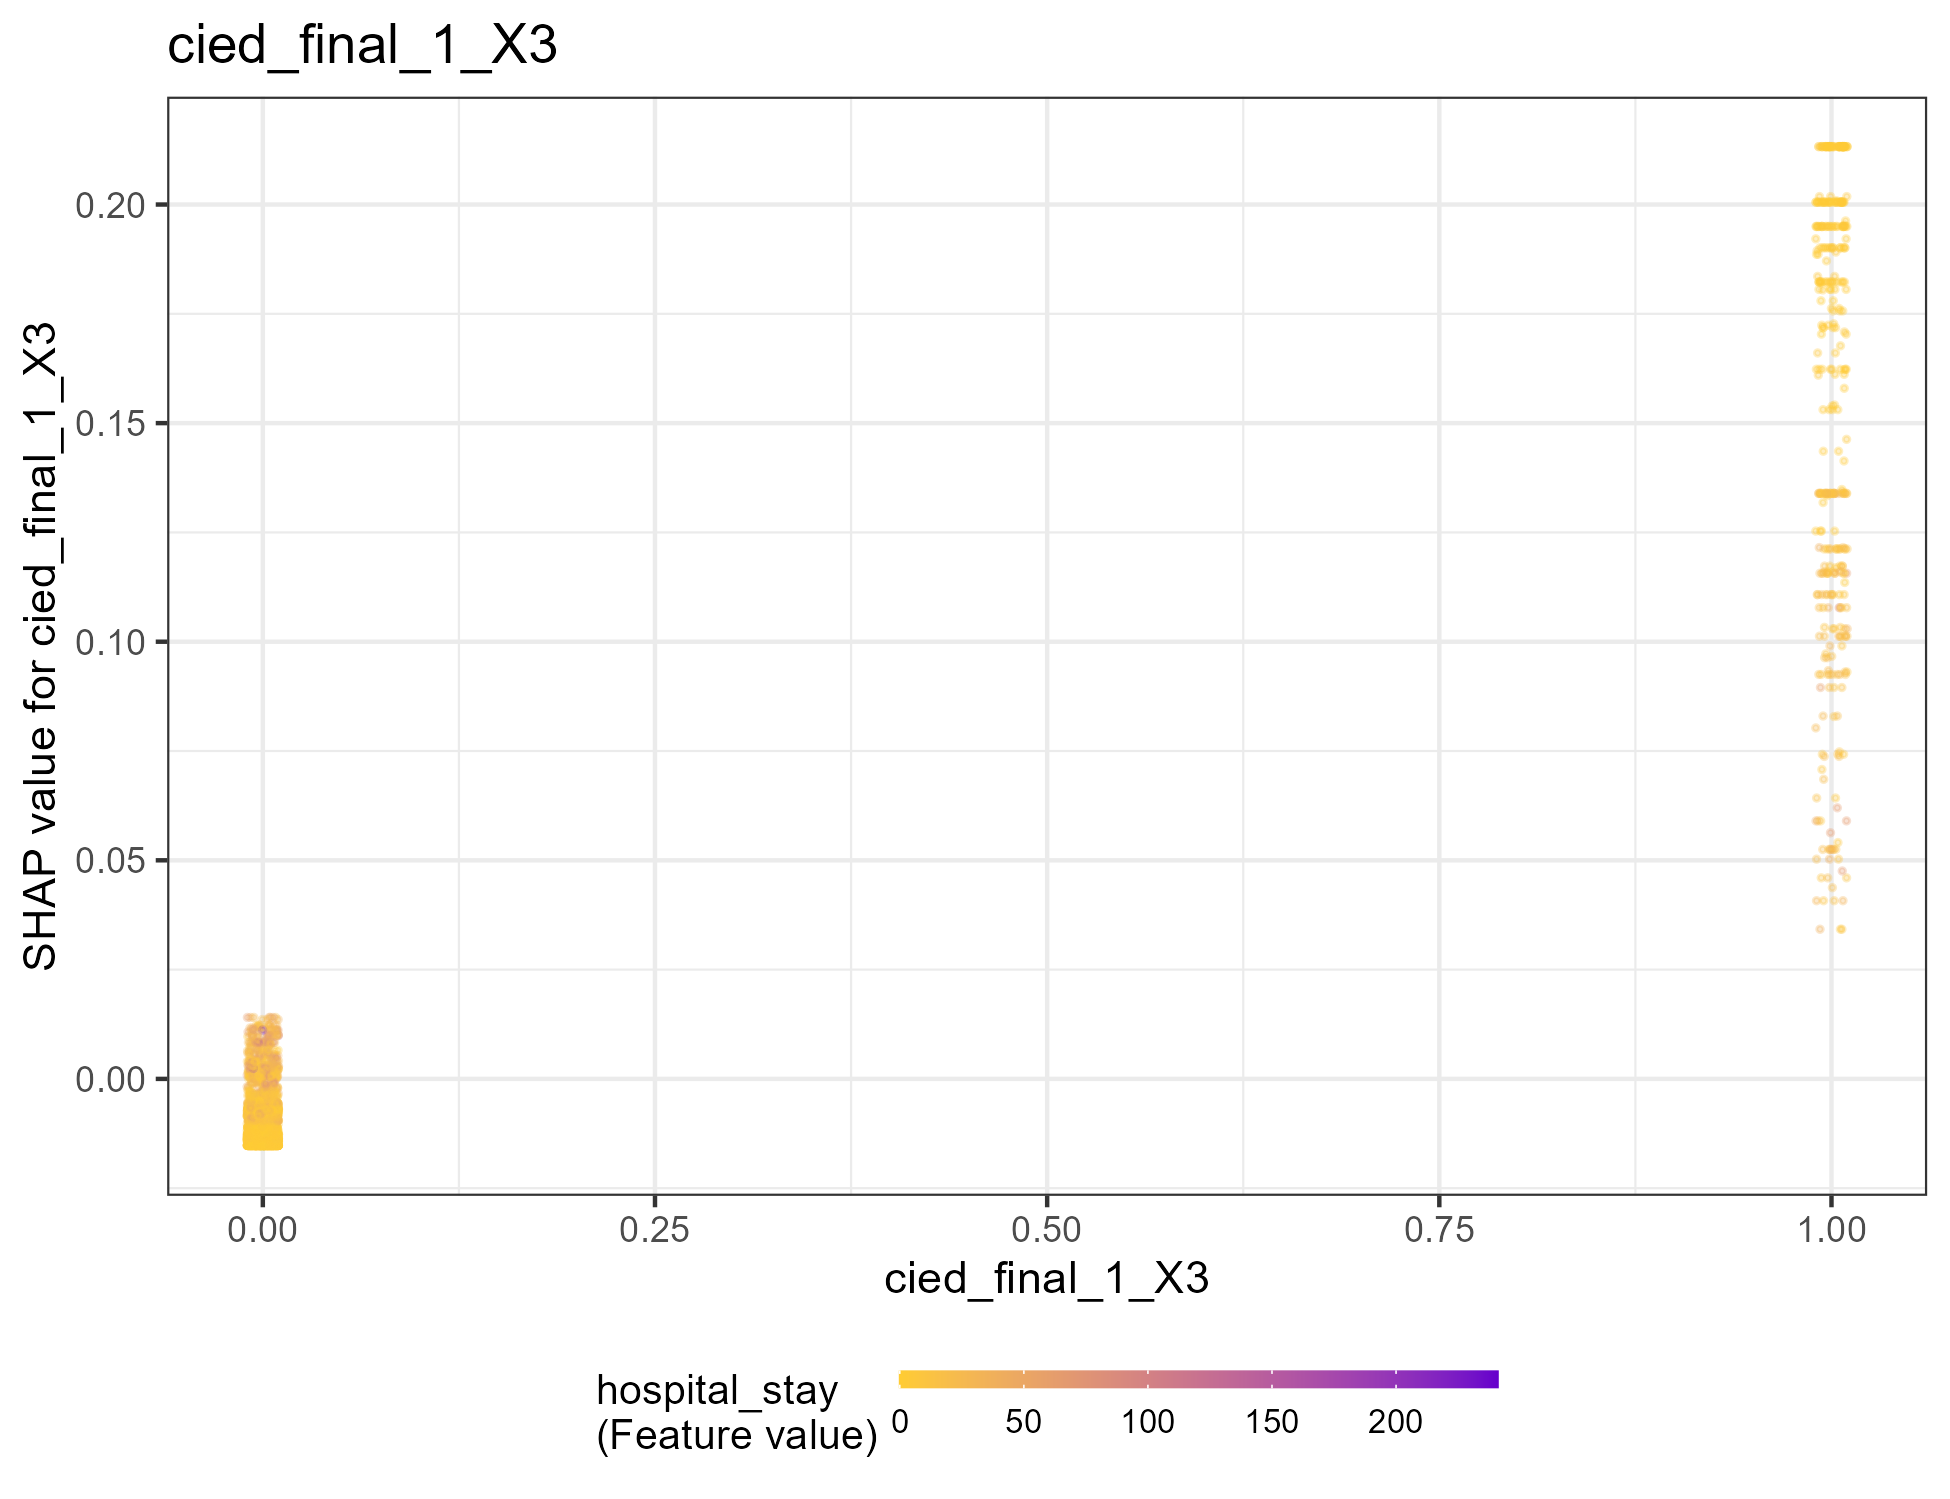 cied_final_1_X3
SHAP value for cied_final_1_X3
0.20
0.15
0.10
0.05
0.00
0.00 0.25 0.50 0.75 1.00
cied_final_1_X3
hospital_stay
(Feature value)
0 50 100 150 200